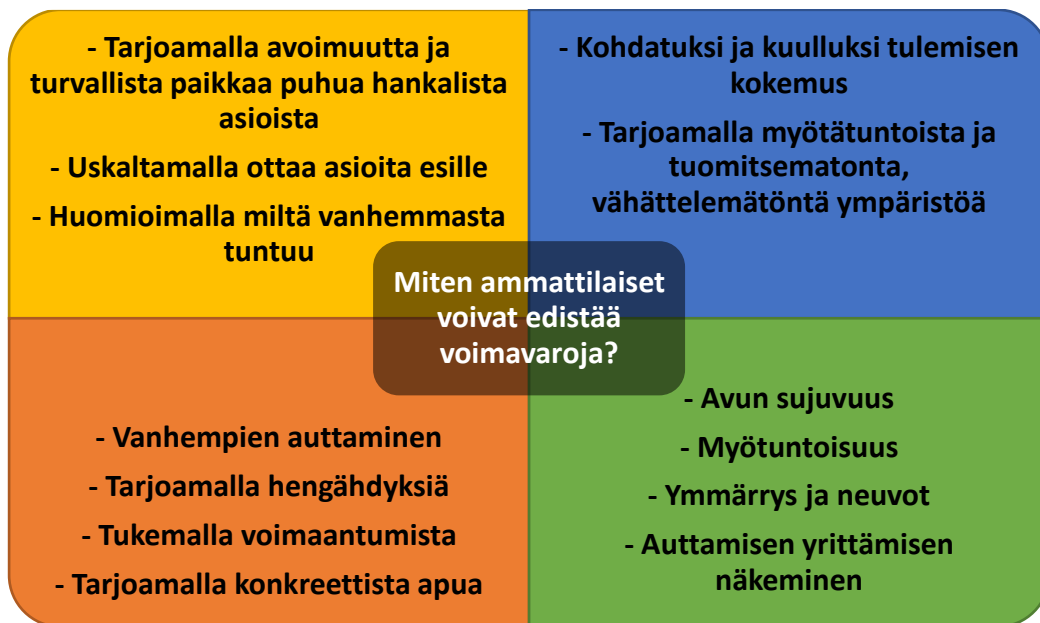 - Tarjoamalla avoimuutta ja
turvallista paikkaa puhua hankalista
asioista
- Uskaltamalla ottaa asioita esille
- Huomioimalla miltä vanhemmasta
tuntuu
- Kohdatuksi ja kuulluksi tulemisen
kokemus
- Tarjoamalla myötätuntoista ja
tuomitsematonta,
vähättelemätöntä ympäristöä
Miten ammattilaiset
voivat edistää
voimavaroja?
- Vanhempien auttaminen
- Tarjoamalla hengähdyksiä
- Tukemalla voimaantumista
- Tarjoamalla konkreettista apua
- Avun sujuvuus
- Myötuntoisuus
- Ymmärrys ja neuvot
- Auttamisen yrittämisen
näkeminen